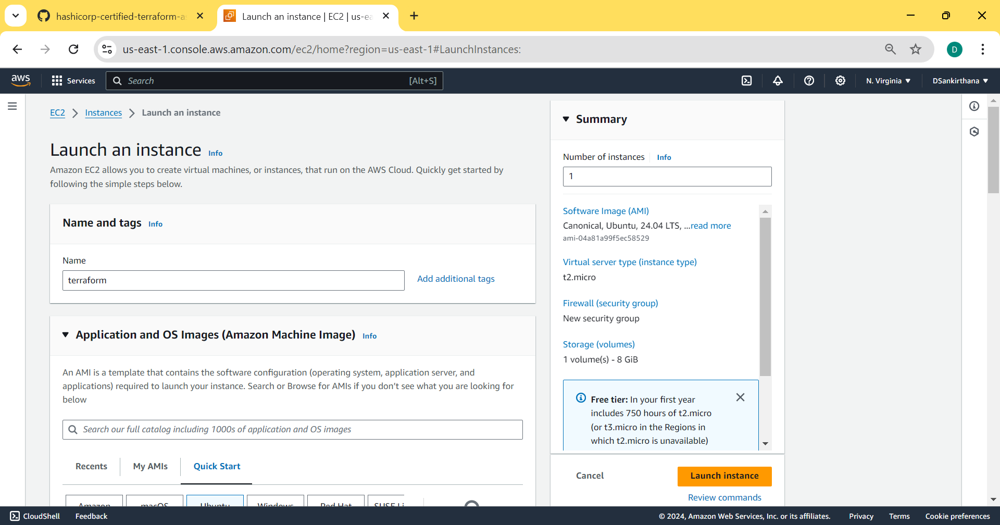 hashicorp-certified-terraform-as
Launch an instance | EC2 | us-ea
us-east-1.console.aws.amazon.com/ec2/home?region=us-east-1#LaunchInstances:
D
aws
Services
Search
[Alt+S]
N. Virginia
DSankirthana
EC2
Instances
Launch an instance
Launch an instance Info
Amazon EC2 allows you to create virtual machines, or instances, that run on the AWS Cloud. Quickly get started by
following the simple steps below.
Name and tags Info
Name
terraform
Add additional tags
Application and OS Images (Amazon Machine Image) Info
An AMI is a template that contains the software configuration (operating system, application server, and
applications) required to launch your instance. Search or Browse for AMIs if you don’t see what you are looking for
below
Search our full catalog including 1000s of application and OS images
Recents
My AMIs
Quick Start
Amazon
macOS
Ubuntu
Windows
Red Hat
SUSE Li
Summary
Number of instances Info
1
Software Image (AMI)
Canonical, Ubuntu, 24.04 LTS, ...read more
ami-04a81a99f5ec58529
Virtual server type (instance type)
t2.micro
Firewall (security group)
New security group
Storage (volumes)
1 volume(s) - 8 GiB
Free tier: In your first year
includes 750 hours of t2.micro
(or t3.micro in the Regions in
which t2.micro is unavailable)
Cancel
Launch instance
Review commands
CloudShell
Feedback
© 2024, Amazon Web Services, Inc. or its affiliates.
Privacy
Terms
Cookie preferences